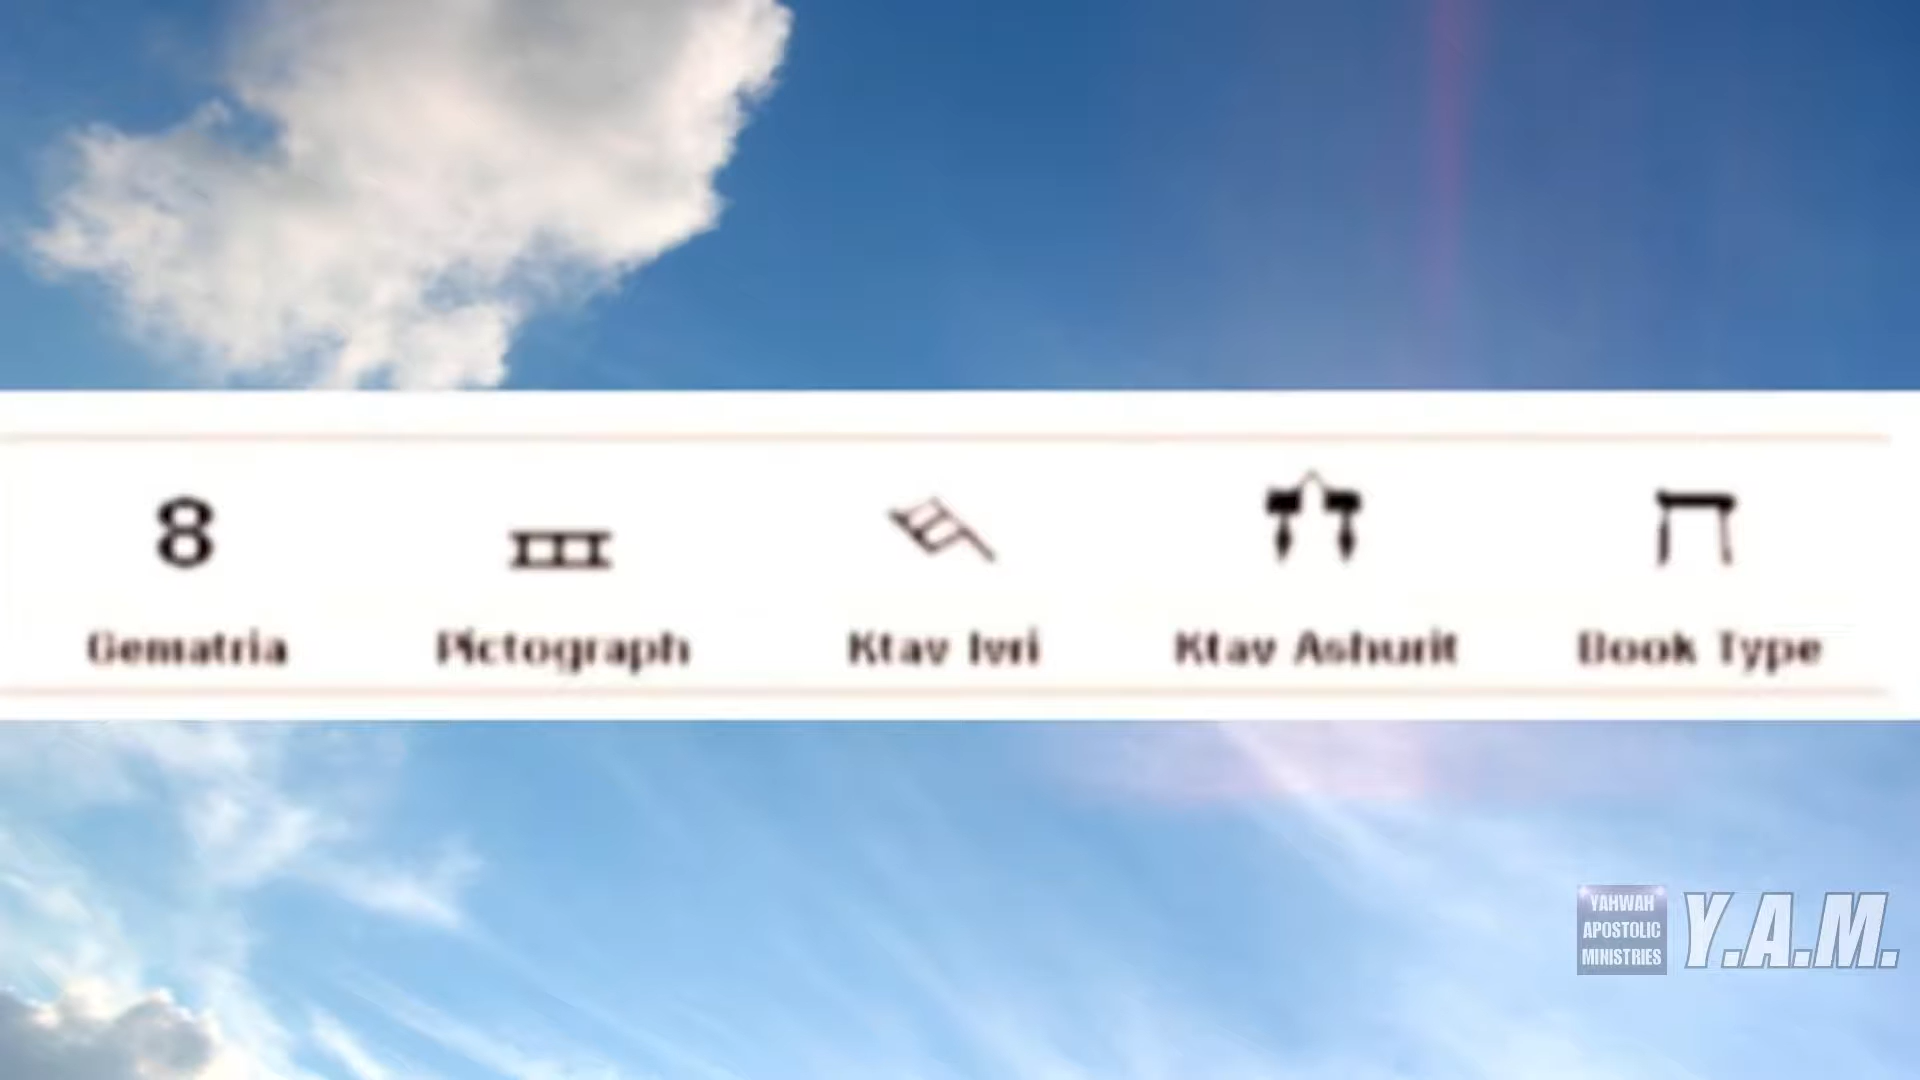 8 ח
Gematria Pictograph Ktav Ivri Ktav Ashurit Book Type
YAHWAH
APOSTOLIC
MINISTRIES
Y.A.M.